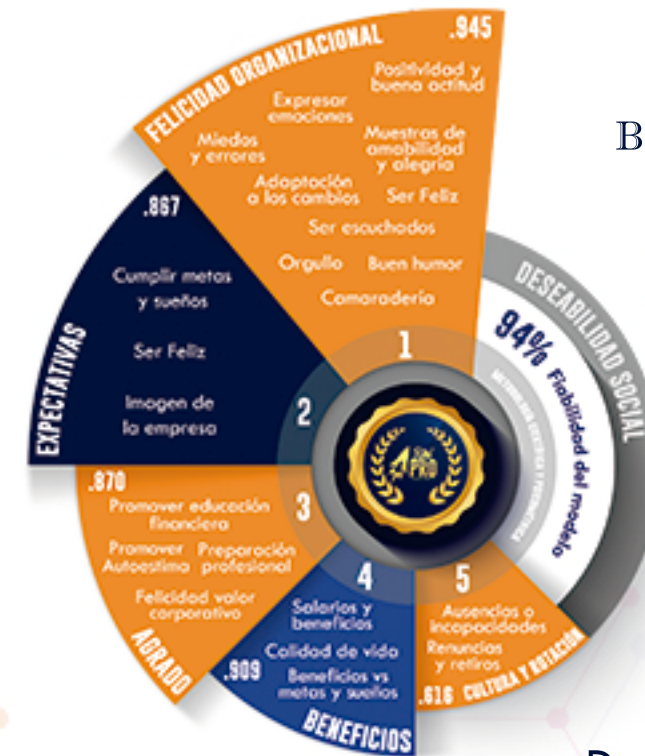 FELICIDAD ORGANIZACIONAL
.945
Positividad y
buena actitud
Expresar
emociones
Miedos
y errores
Muestras de
amabilidad
y alegría
Adaptación
a los cambios
Ser Feliz
Ser escuchados
Orgullo
Buen humor
Camaradería
1
B
.867
Cumplir metas
y sueños
Ser Feliz
Imagen de
la empresa
EXPECTATIVAS
2
DESEABILIDAD SOCIAL
94% Fiabilidad del modelo
PRO
.870
Promover educación
financiera
Promover
Autoestima
Preparación
profesional
Felicidad valor
corporativo
AGRADO
3
4
Salarios y
beneficios
Calidad de vida
Beneficios vs
metas y sueños
.909
BENEFICIOS
5
Ausencias o
incapacidades
Renuncias
y retiros
.616
CULTURA Y ROTACIÓN